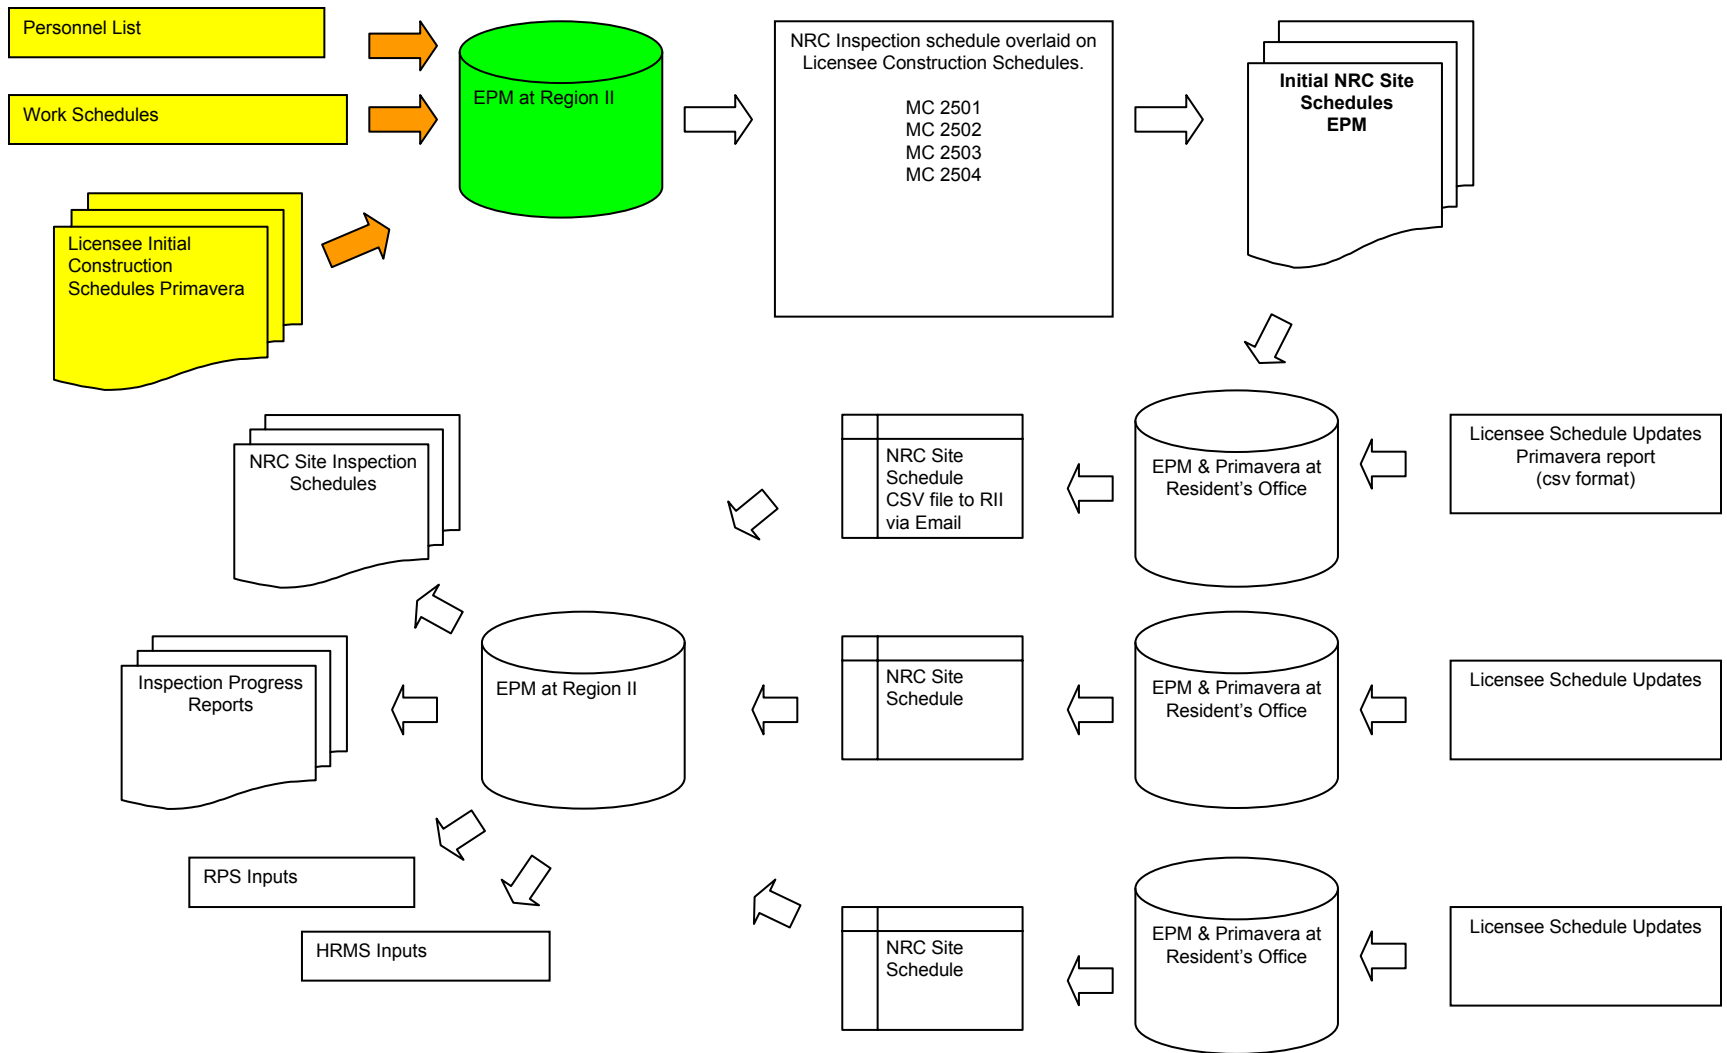 Personnel List
Work Schedules
Licensee Initial
Construction
Schedules Primavera
EPM at Region II
NRC Inspection schedule overlaid on
Licensee Construction Schedules.
MC 2501
MC 2502
MC 2503
MC 2504
Initial NRC Site
Schedules
EPM
Licensee Schedule Updates
Primavera report
(csv format)
EPM & Primavera at
Resident's Office
NRC Site
Schedule
CSV file to RII
via Email
NRC Site Inspection
Schedules
Licensee Schedule Updates
EPM & Primavera at
Resident's Office
NRC Site
Schedule
EPM at Region II
Inspection Progress
Reports
RPS Inputs
HRMS Inputs
Licensee Schedule Updates
EPM & Primavera at
Resident's Office
NRC Site
Schedule